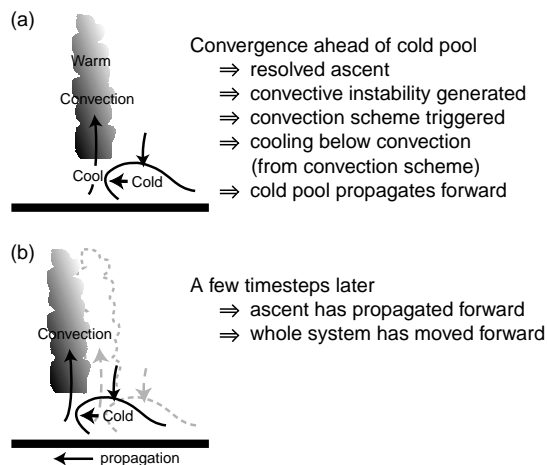 (a)
Warm
Convection
Cool
Cold
Convergence ahead of cold pool
⇒ resolved ascent
⇒ convective instability generated
⇒ convection scheme triggered
⇒ cooling below convection
(from convection scheme)
⇒ cold pool propagates forward
(b)
Convection
Cold
A few timesteps later
⇒ ascent has propagated forward
⇒ whole system has moved forward
propagation